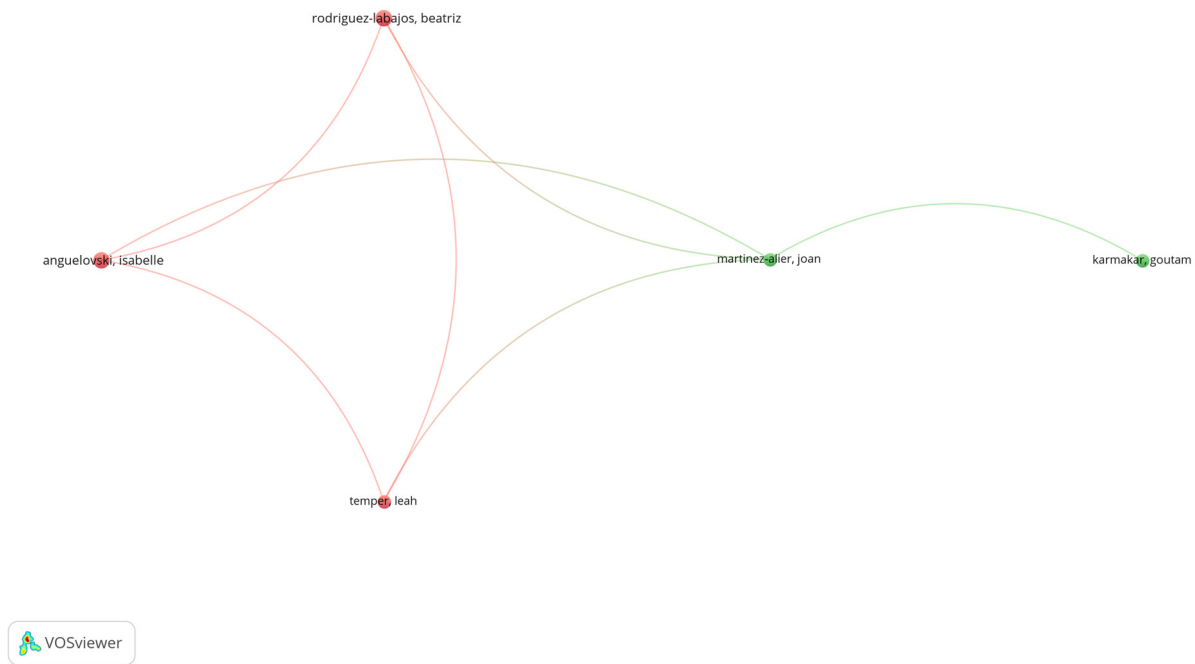 rodriguez-labajos, beatriz
anguelovski, isabelle
martinez-alier, joan
karmakar, goutam
temper, leah
VOSviewer